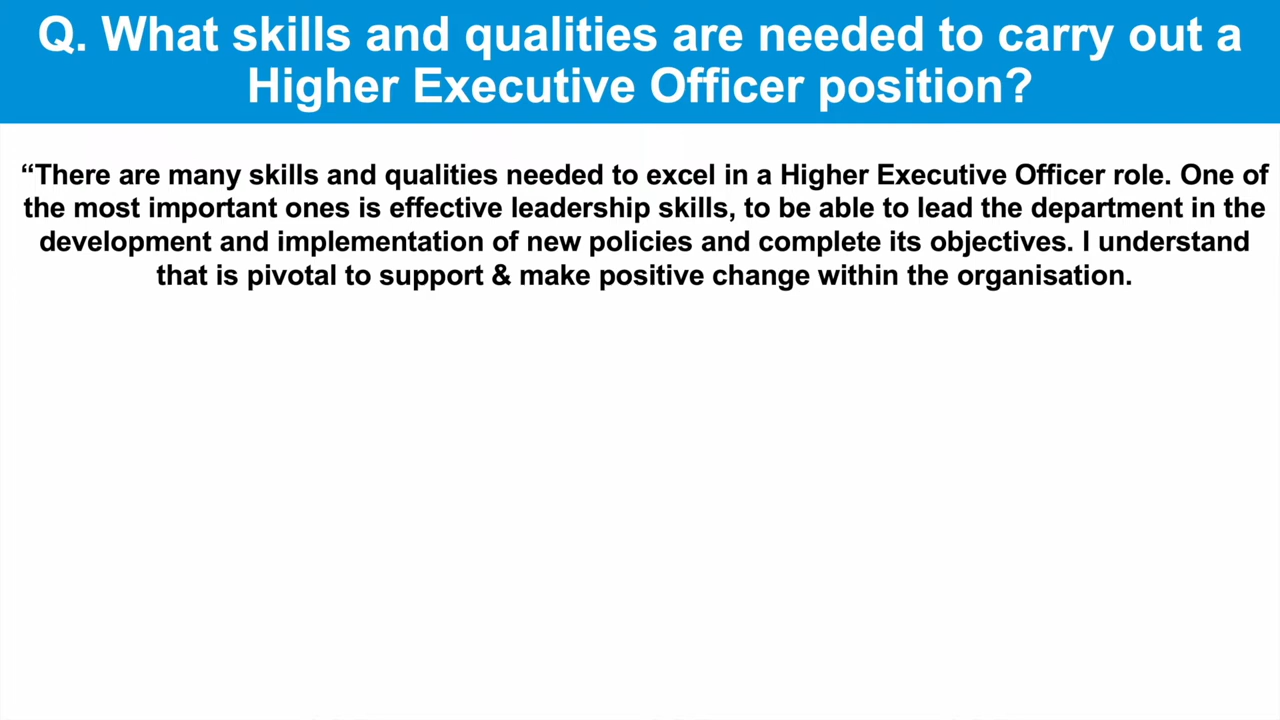 Q. What skills and qualities are needed to carry out a
Higher Executive Officer position?
“There are many skills and qualities needed to excel in a Higher Executive Officer role. One of
the most important ones is effective leadership skills, to be able to lead the department in the
development and implementation of new policies and complete its objectives. I understand
that is pivotal to support & make positive change within the organisation.